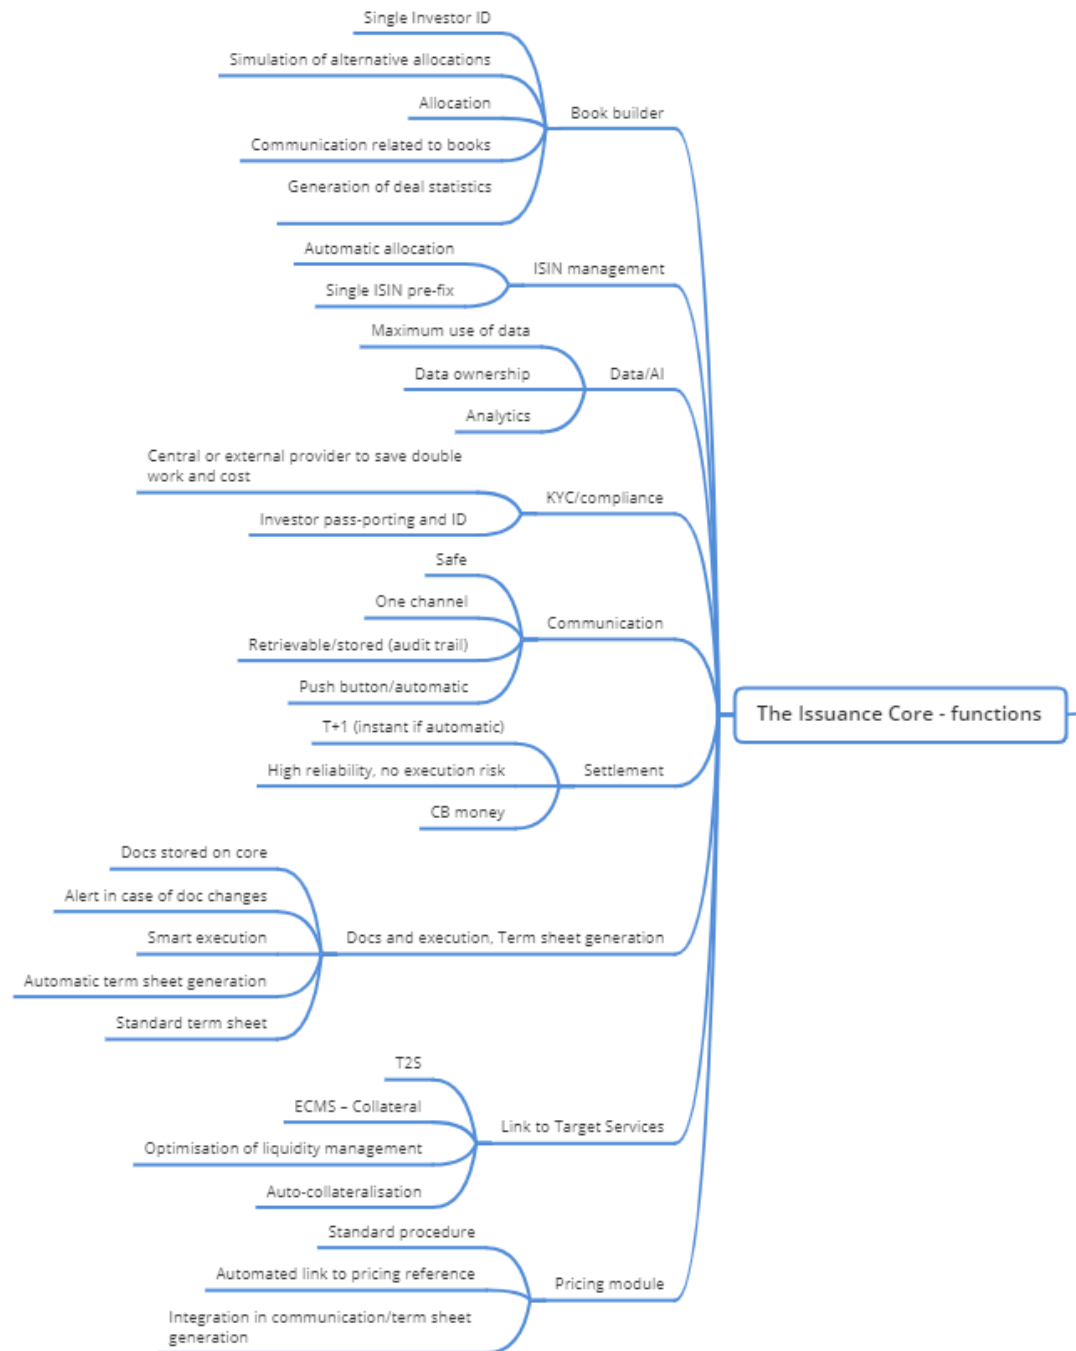 Single Investor ID
Simulation of alternative allocations
Allocation
Book builder
Communication related to books
Generation of deal statistics
Automatic allocation
ISIN management
Single ISIN pre-fix
Maximum use of data
Data ownership
Data/AI
Analytics
Central or external provider to save double
work and cost
KYC/compliance
Investor pass-porting and ID
Safe
One channel
Communication
Retrievable/stored (audit trail)
Push button/automatic
The Issuance Core - functions
T+1 (instant if automatic)
High reliability, no execution risk
Settlement
CB money
Docs stored on core
Alert in case of doc changes
Smart execution
Docs and execution, Term sheet generation
Automatic term sheet generation
Standard term sheet
T2S
ECMS – Collateral
Link to Target Services
Optimisation of liquidity management
Auto-collateralisation
Standard procedure
Automated link to pricing reference
Pricing module
Integration in communication/term sheet
generation